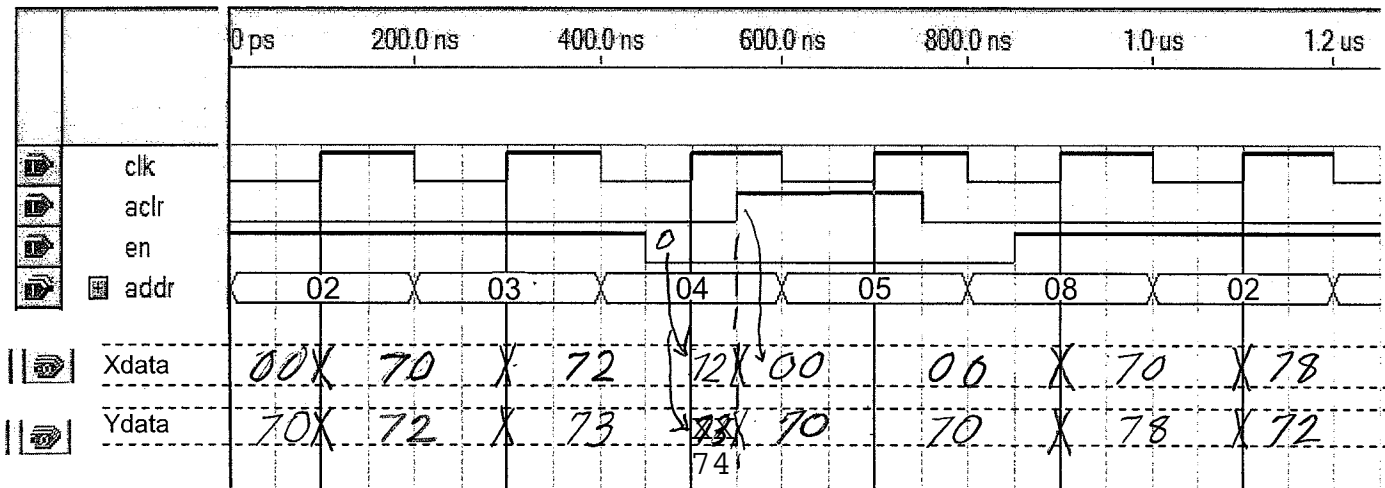 0 ps 200.0 ns 400.0 ns 600.0 ns 800.0 ns 1.0 us 1.2 us
clk
aclr
en 0
addr 02 03 04 05 08 02
Xdata 00 70 72 72 00 00 70 78
Ydata 70 72 73 70 70 78 72
74